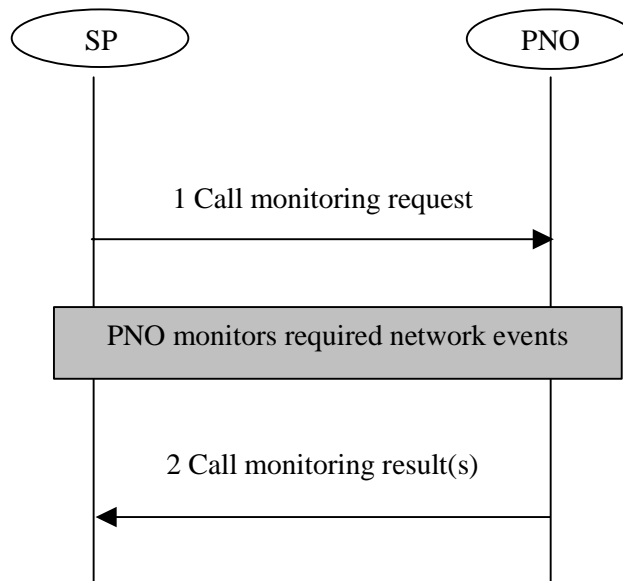 SP
PNO
1 Call monitoring request
PNO monitors required network events
2 Call monitoring result(s)